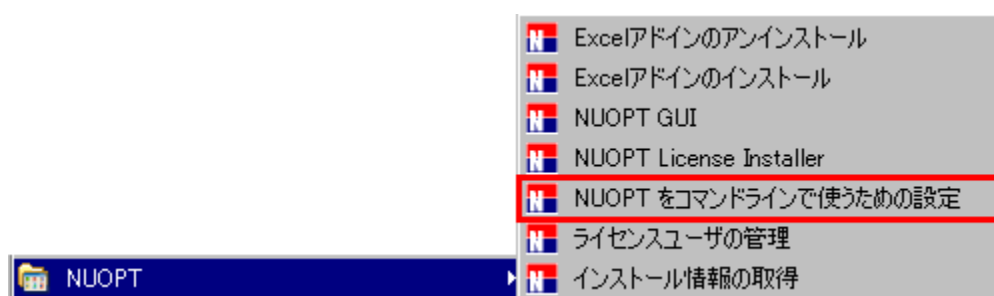 Excelアドインのアンインストール
Excelアドインのインストール
NUOPT GUI
NUOPT License Installer
NUOPT をコマンドラインで使うための設定
ライセンスユーザの管理
NUOPT
インストール情報の取得